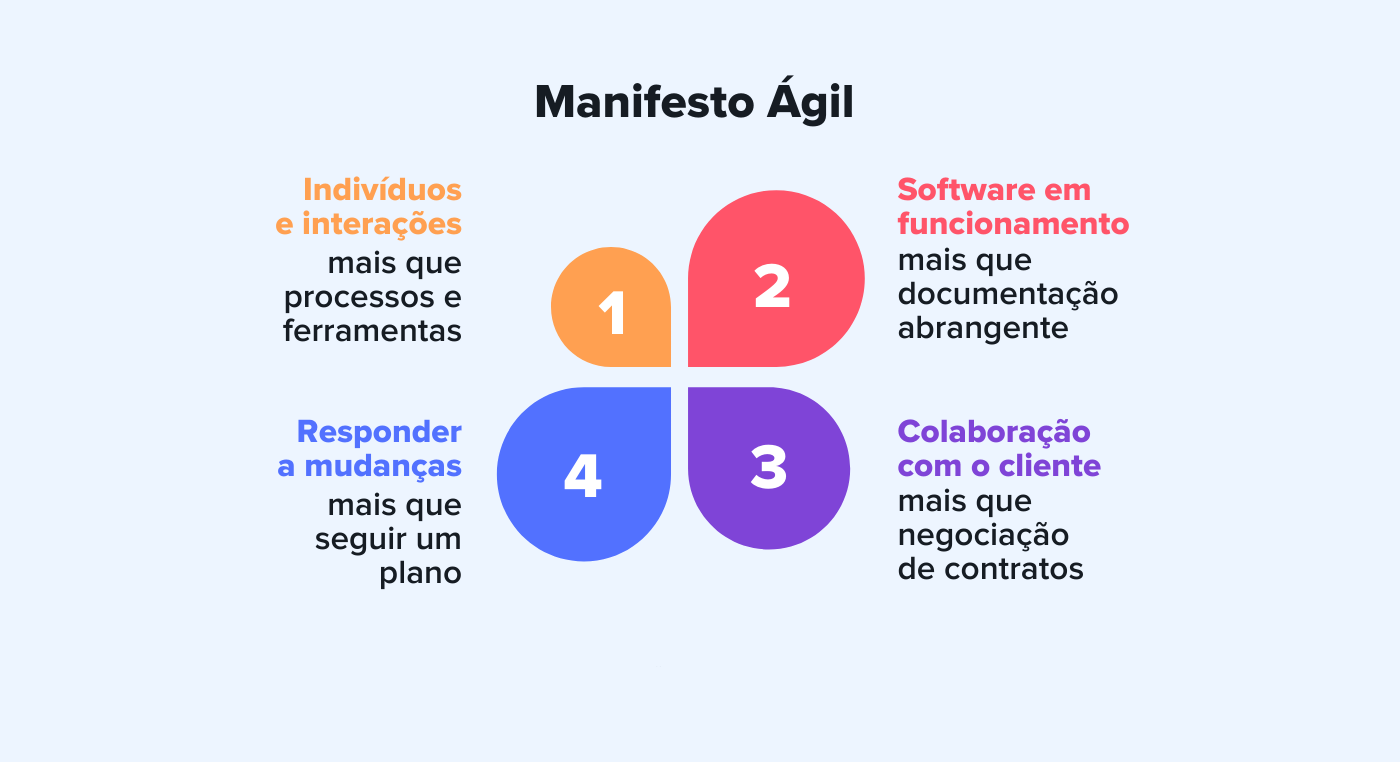 Manifesto Ágil
Indivíduos
e interações
mais que
processos e
ferramentas
1
2
Software em
funcionamento
mais que
documentação
abrangente
Responder
a mudanças
mais que
seguir um
plano
4
3
Colaboração
com o cliente
mais que
negociação
de contratos